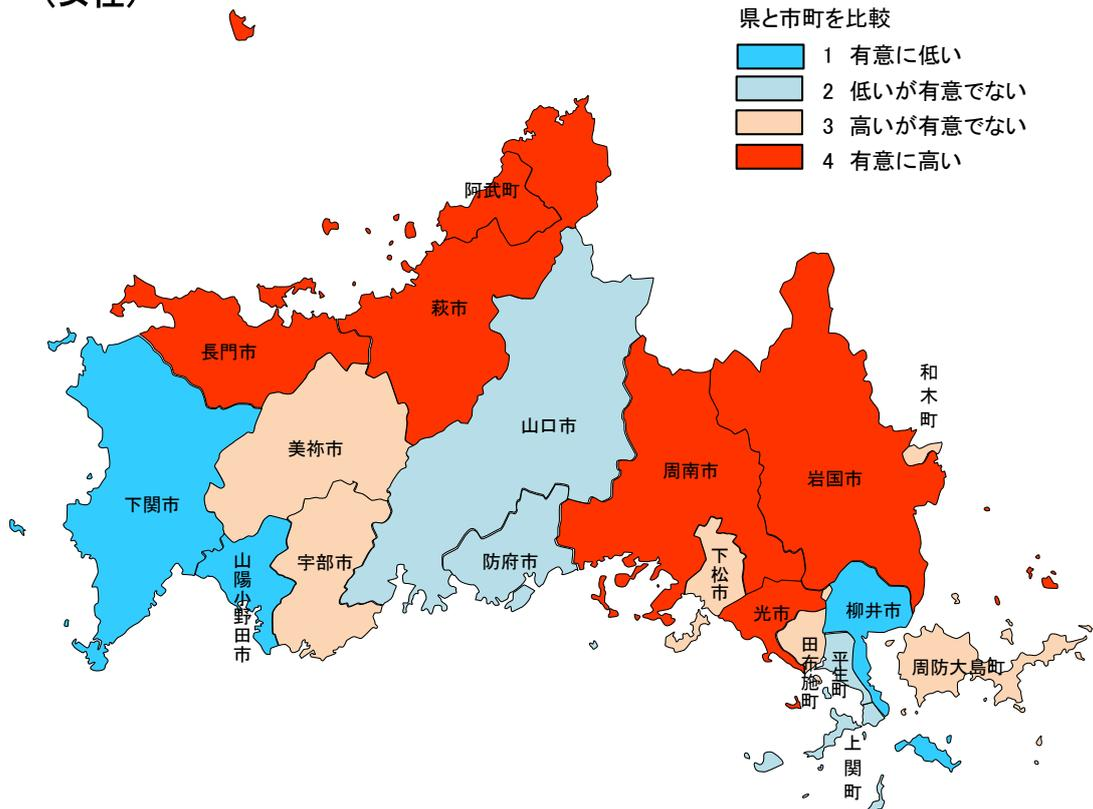 (女性)
県と市町を比較
1 有意に低い
2 低いが有意でない
3 高いが有意でない
4 有意に高い
阿武町
萩市
長門市
和木町
山口市
美祢市
周南市
岩国市
下関市
山陽小野田市
宇部市
防府市
下松市
光市
柳井市
田布施町
平生町
周防大島町
上関町